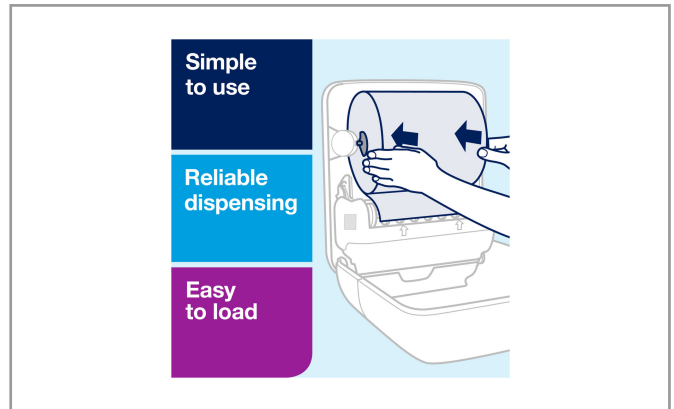 Simple
to use
Reliable
dispensing
Easy
to load